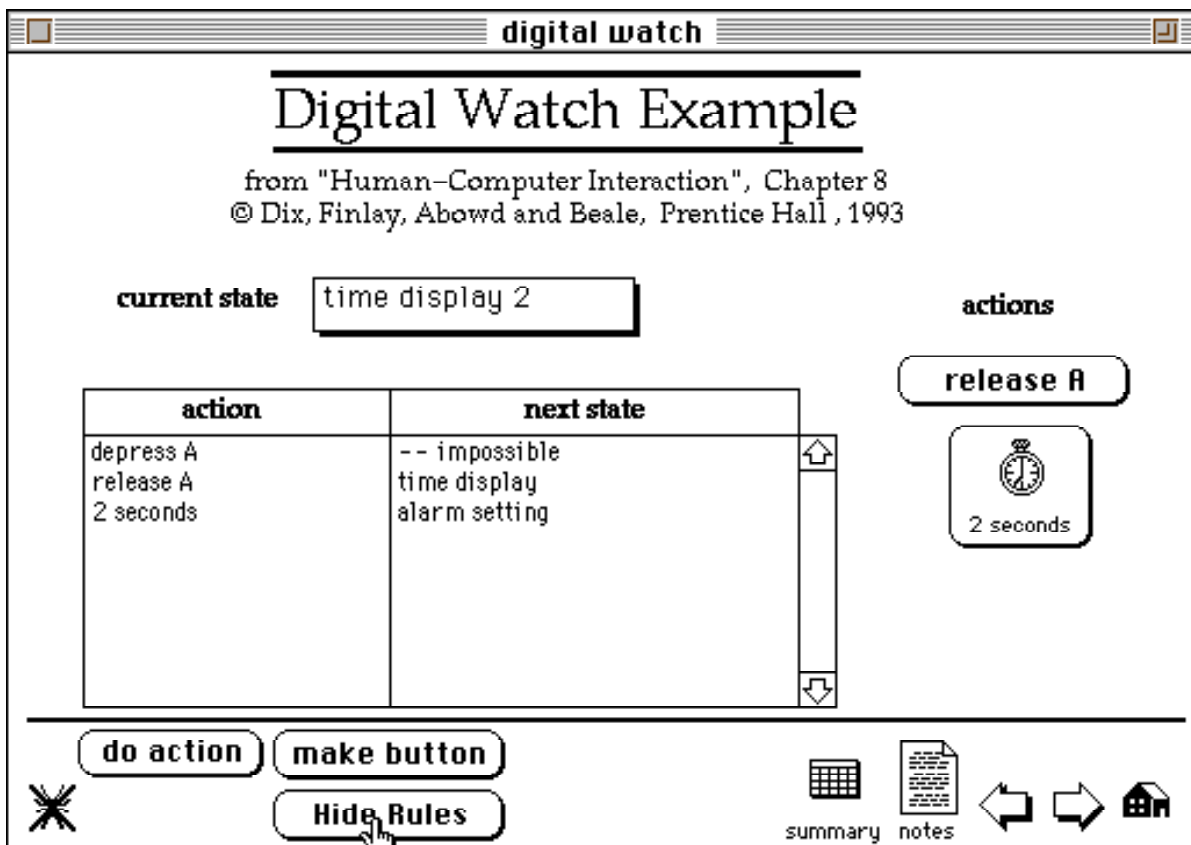 digital watch
Digital Watch Example
from "Human-Computer Interaction", Chapter 8
© Dix, Finlay, Abowd and Beale, Prentice Hall , 1993
current state
time display 2
actions
release A
2 seconds
action next state
depress A -- impossible
release A time display
2 seconds alarm setting
do action
make button
Hide Rules
summary
notes